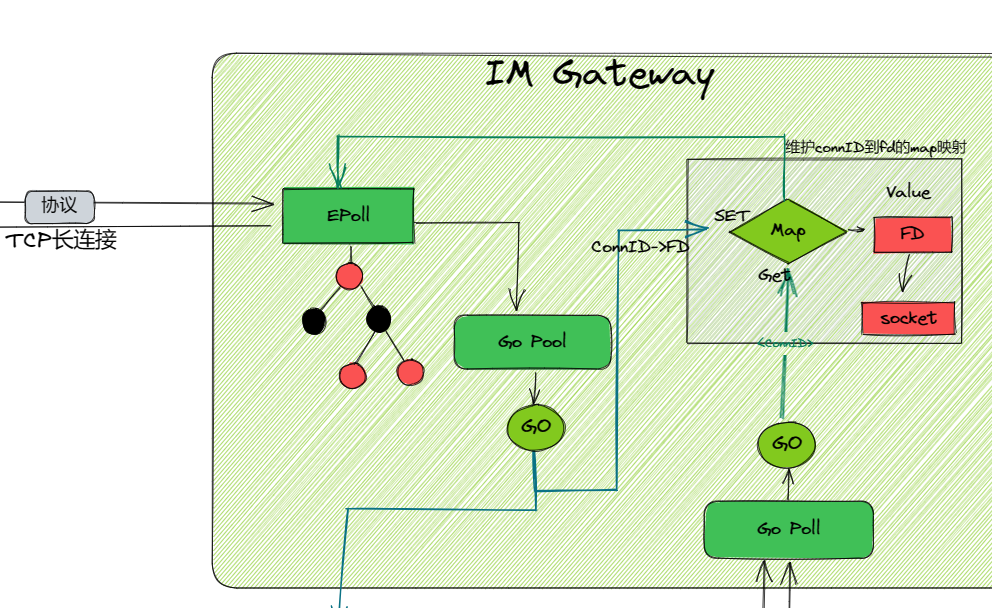 IM Gateway
维护connID到fd的map映射
协议
TCP长连接
EPoll
SET
Map
Value
FD
ConnID->FD
Get
socket
Go Pool
<ConnID>
GO
GO
Go Poll